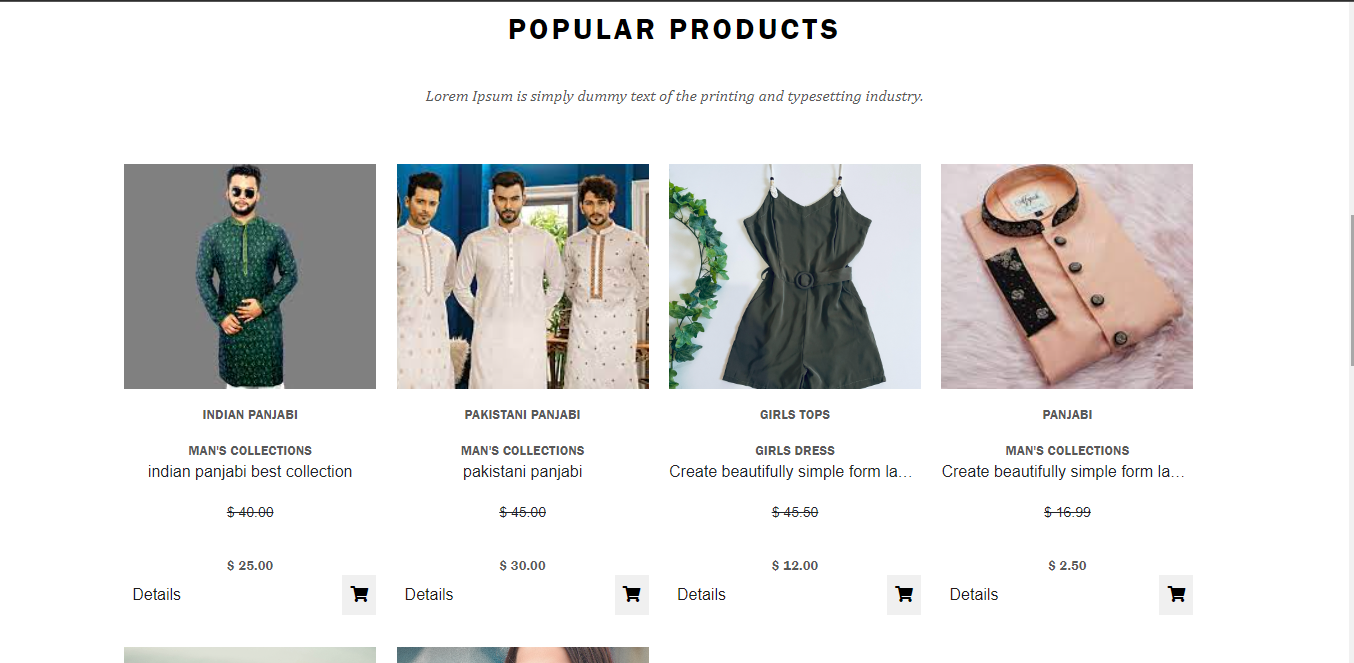 POPULAR PRODUCTS
Lorem Ipsum is simply dummy text of the printing and typesetting industry.
INDIAN PANJABI
MAN'S COLLECTIONS
indian panjabi best collection
$ 40.00
$ 25.00
Details
PAKISTANI PANJABI
MAN'S COLLECTIONS
pakistani panjabi
$ 45.00
$ 30.00
Details
GIRLS TOPS
GIRLS DRESS
Create beautifully simple form la...
$ 45.50
$ 12.00
Details
PANJABI
MAN'S COLLECTIONS
Create beautifully simple form la...
$ 16.99
$ 2.50
Details